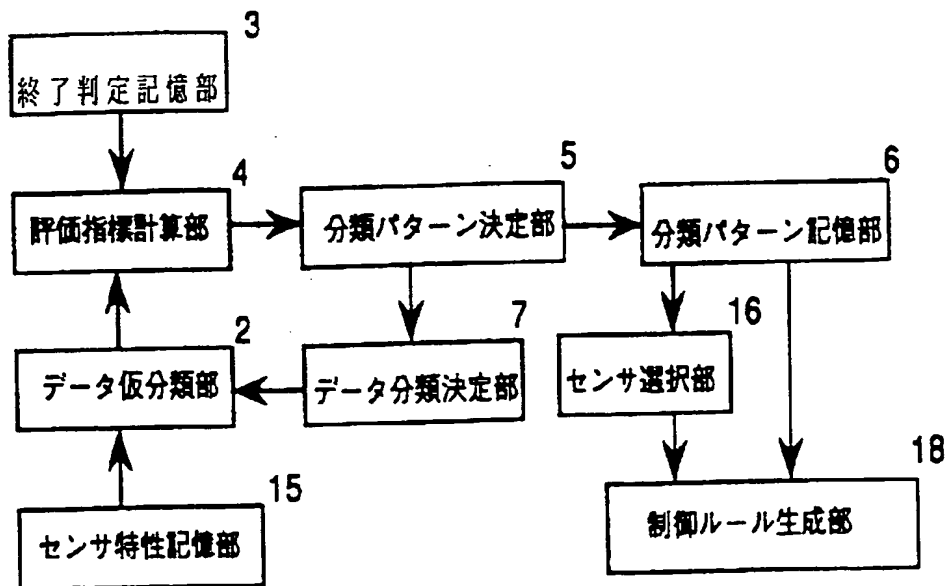 3
終了判定記憶部
4
評価指標計算部
5
分類パターン決定部
6
分類パターン記憶部
2
データ仮分類部
7
データ分類決定部
16
センサ選択部
15
センサ特性記憶部
18
制御ルール生成部